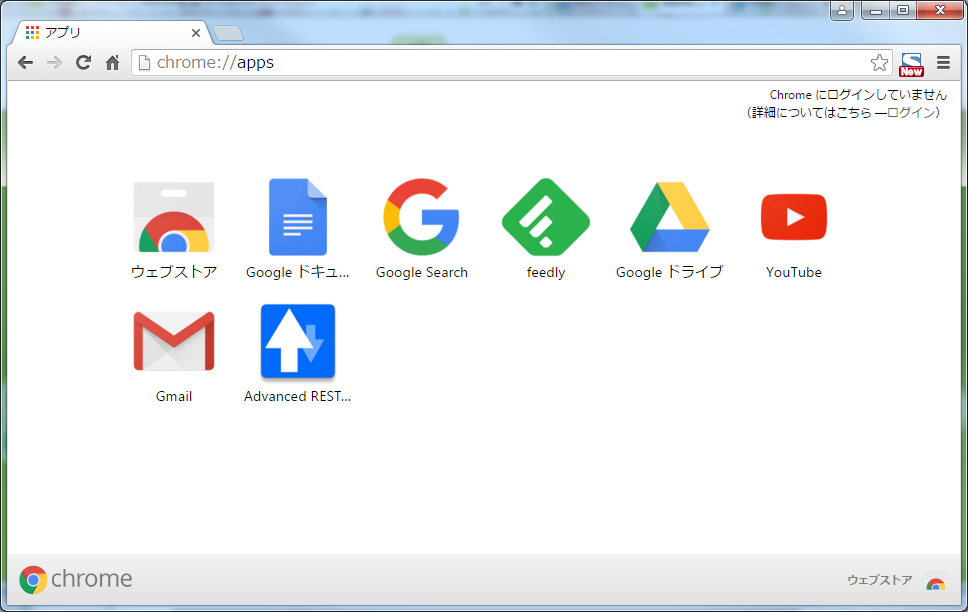 アプリ
chrome://apps
New
Chrome にログインしていません
（詳細についてはこちら —ログイン）
ウェブストア
Google ドキュ...
Google Search
feedly
Google ドライブ
YouTube
Gmail
Advanced REST...
chrome
ウェブストア